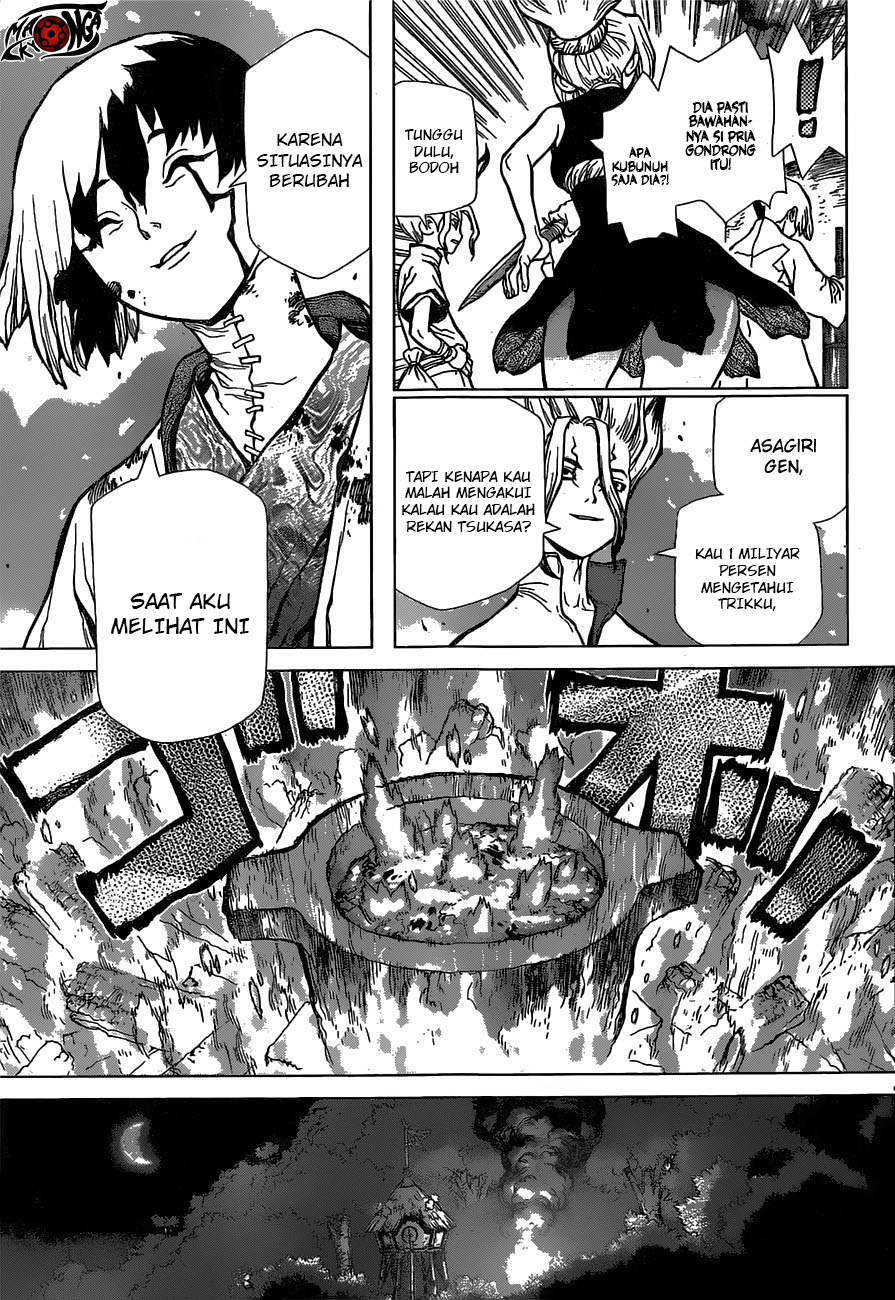 !!
DIA PASTI
BAWAHAN-
NYA SI PRIA
GONDRONG
ITU!
APA
KUBUNUH
SAJA DIA?!
TUNGGU
DULU,
BODOH
ASAGIRI
GEN,
KAU 1 MILIYAR
PERSEN
MENGETAHUI
TRIKKU,
TAPI KENAPA KAU
MALAH MENGAKUI
KALAU KAU ADALAH
REKAN TSUKASA?
KARENA
SITUASINYA
BERUBAH
SAAT AKU
MELIHAT INI